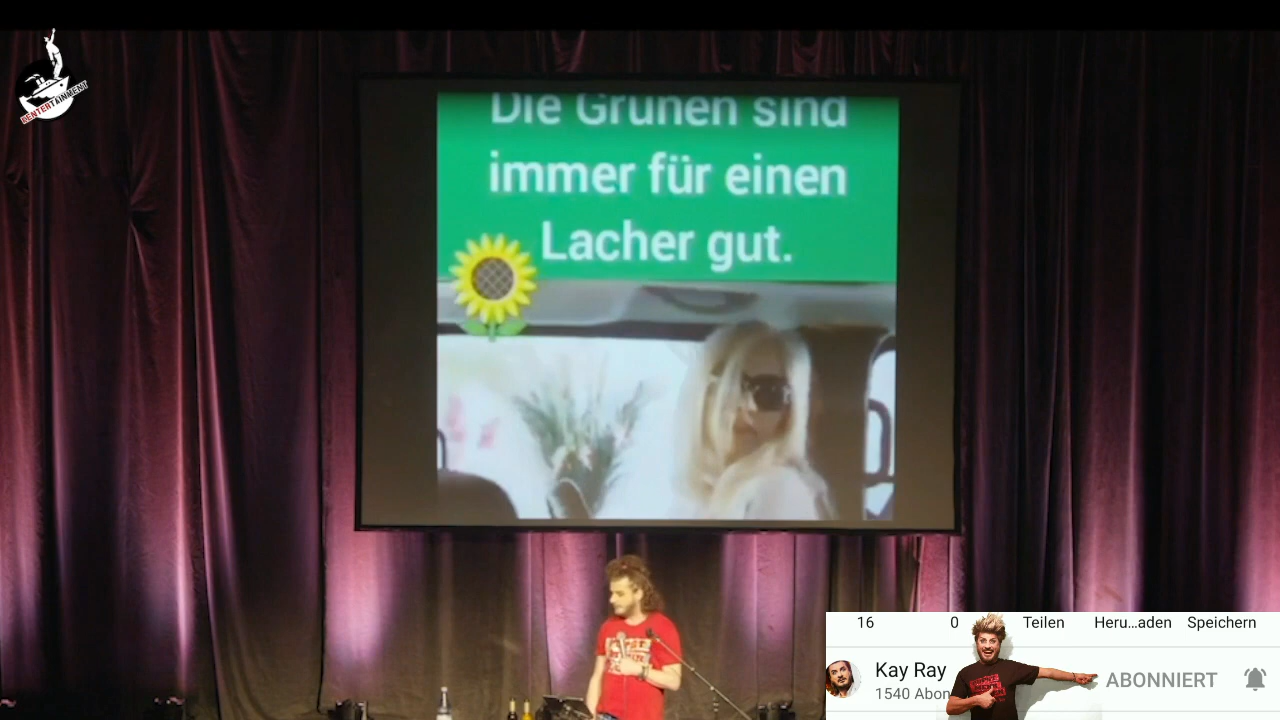 KENTERTAINMENT
Die Grünen sind
immer für einen
Lacher gut.
16 0 Teilen Heru...aden Speichern
Kay Ray
1540 Abon
ABONNIERT